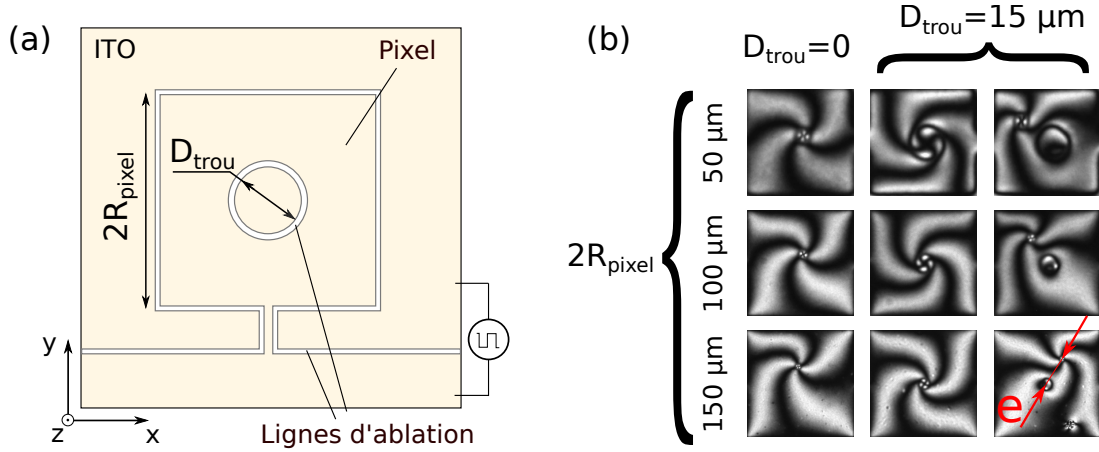 (a)
ITO
Pixel
D_trou
2R_pixel
y
z
x
Lignes d'ablation
(b)
D_trou=0
D_trou=15 µm
2R_pixel
50 µm
100 µm
150 µm
e